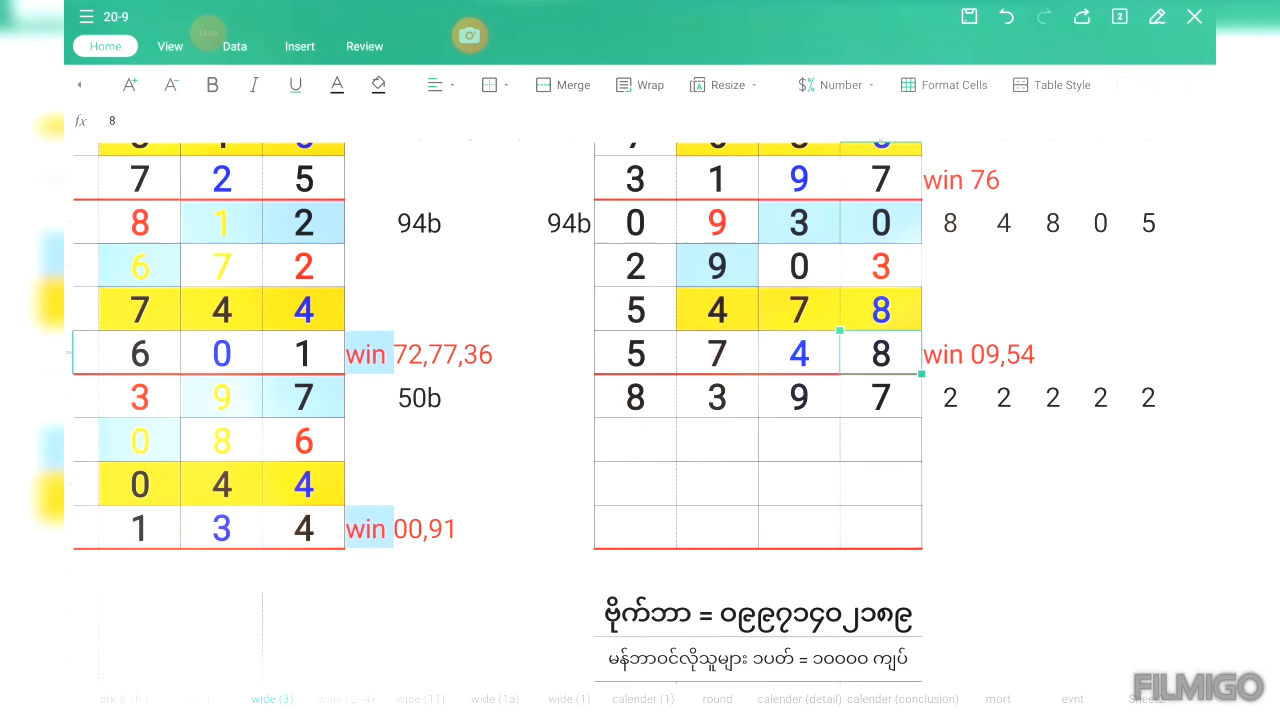 20-9
Home View Data Insert Review
A+ A- B I U A Merge Wrap Resize $% Number Format Cells Table Style
fx 8
7 2 5 3 1 9 7 win 76
8 1 2 94b 94b 0 9 3 0 8 4 8 0 5
6 7 2 2 9 0 3
7 4 4 5 4 7 8
6 0 1 win 72,77,36 5 7 4 8 win 09,54
3 9 7 50b 8 3 9 7 2 2 2 2 2
0 8 6
0 4 4
1 3 4 win 00,91
ဗိုက်ဘာ = ၀၉၉၇၁၄၀၂၁၈၉
မန်ဘာဝင်လိုသူများ ၁ပတ် = ၁၀၀၀၀ ကျပ်
wide (3) wide (11) wide (1a) wide (1) calender (1) round calender (detail) calender (conclusion) mort evnt
FILMIGO